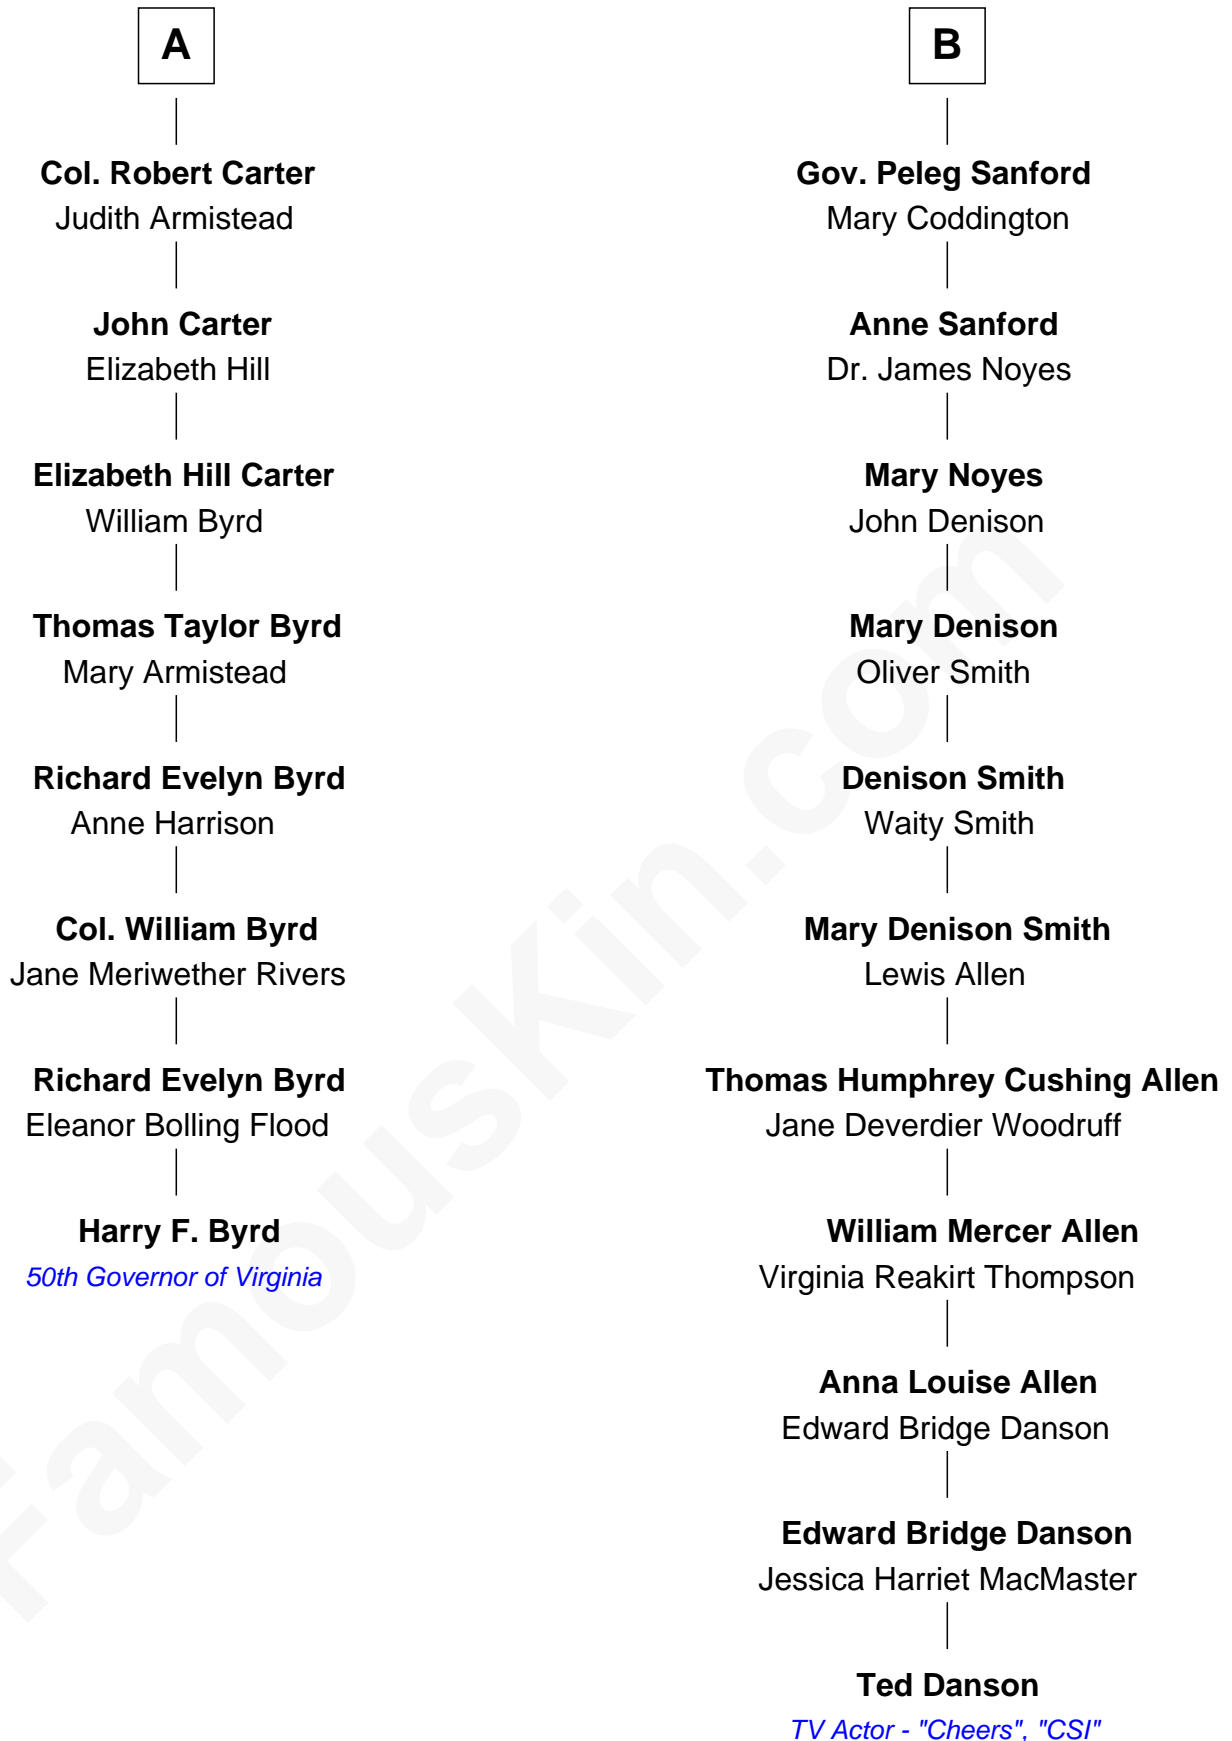 A
Col. Robert Carter
Judith Armistead
John Carter
Elizabeth Hill
Elizabeth Hill Carter
William Byrd
Thomas Taylor Byrd
Mary Armistead
Richard Evelyn Byrd
Anne Harrison
Col. William Byrd
Jane Meriwether Rivers
Richard Evelyn Byrd
Eleanor Bolling Flood
Harry F. Byrd
50th Governor of Virginia
B
Gov. Peleg Sanford
Mary Coddington
Anne Sanford
Dr. James Noyes
Mary Noyes
John Denison
Mary Denison
Oliver Smith
Denison Smith
Waity Smith
Mary Denison Smith
Lewis Allen
Thomas Humphrey Cushing Allen
Jane Deverdier Woodruff
William Mercer Allen
Virginia Reakirt Thompson
Anna Louise Allen
Edward Bridge Danson
Edward Bridge Danson
Jessica Harriet MacMaster
Ted Danson
TV Actor - "Cheers", "CSI"
FamousKin.com